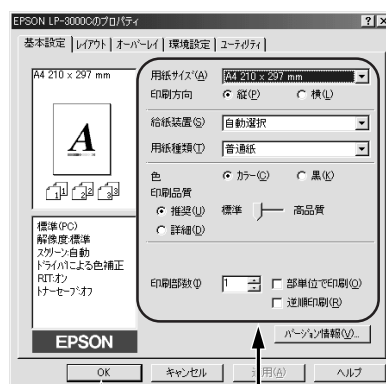 EPSON LP-3000Cのプロパティ
? ×
基本設定 レイアウト オーバーレイ 環境設定 ユーティリティ
A4 210 x 297 mm
A
1 1 2 2 3 3
標準(PC)
解像度:標準
スクリーン:自動
ドライバによる色補正
RIT:オン
トナーセーブ:オフ
EPSON
用紙サイズ(A) A4 210 x 297 mm
印刷方向 縦(P) 横(L)
給紙装置(S) 自動選択
用紙種類(T) 普通紙
色 カラー(C) 黒(K)
印刷品質
推奨(U) 標準 高品質
詳細(D)
印刷部数(I) 1 部単位で印刷(O)
逆順印刷(R)
バージョン情報(V)...
OK キャンセル 適用(A) ヘルプ